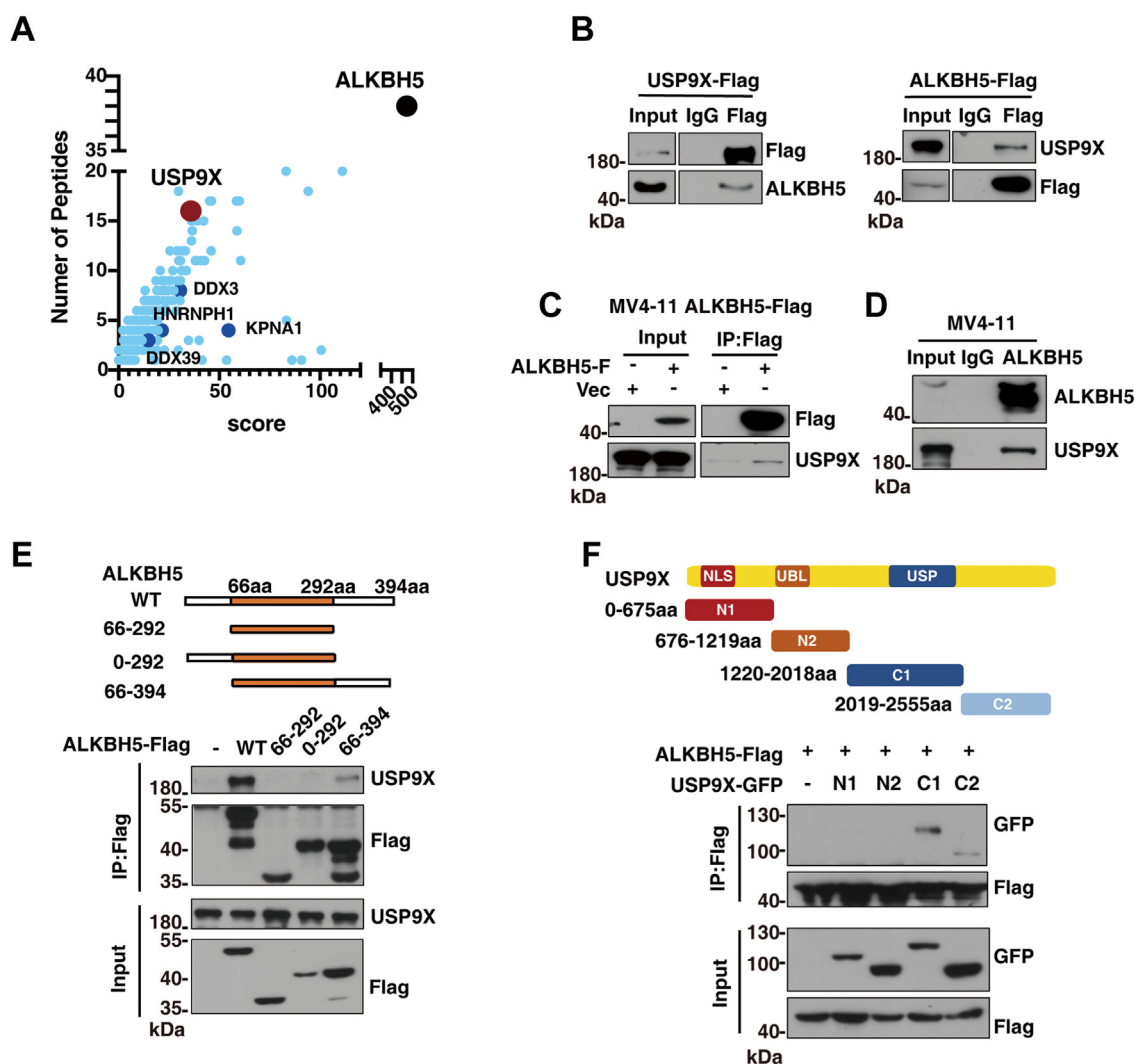 A
40
35
20
15
10
5
0
Numer of Peptides
ALKBH5
USP9X
DDX3
HNRNPH1
KPNA1
DDX39
0 50 100 400 500
score
B
USP9X-Flag
Input IgG Flag
180- Flag
40- ALKBH5
kDa
ALKBH5-Flag
Input IgG Flag
180- USP9X
40- Flag
kDa
C
MV4-11 ALKBH5-Flag
Input IP:Flag
ALKBH5-F - + - +
Vec + - + -
40- Flag
180- USP9X
kDa
D
MV4-11
Input IgG ALKBH5
40- ALKBH5
180- USP9X
kDa
E
ALKBH5
66aa 292aa 394aa
WT
66-292
0-292
66-394
ALKBH5-Flag - WT 66-292 0-292 66-394
IP:Flag
180- USP9X
55-
40- Flag
35-
Input
180- USP9X
55-
40- Flag
35-
kDa
F
USP9X NLS UBL USP
0-675aa N1
676-1219aa N2
1220-2018aa C1
2019-2555aa C2
ALKBH5-Flag + + + + +
USP9X-GFP - N1 N2 C1 C2
IP:Flag
130- GFP
100-
40- Flag
Input
130- GFP
100-
40- Flag
kDa